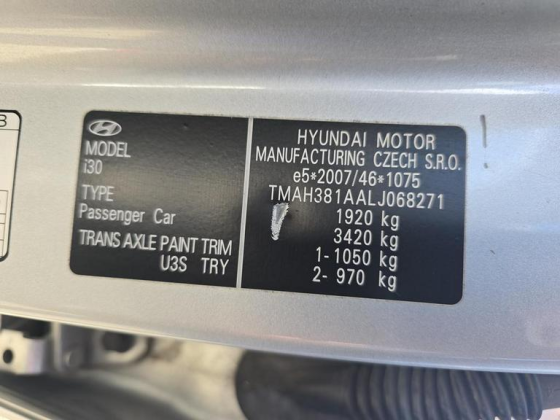 B
MODEL
i30
TYPE
Passenger Car
TRANS AXLE PAINT TRIM
U3S TRY
HYUNDAI MOTOR
MANUFACTURING CZECH S.R.O.
e5*2007/46*1075
TMAH381AALJ068271
1920 kg
3420 kg
1-1050 kg
2- 970 kg